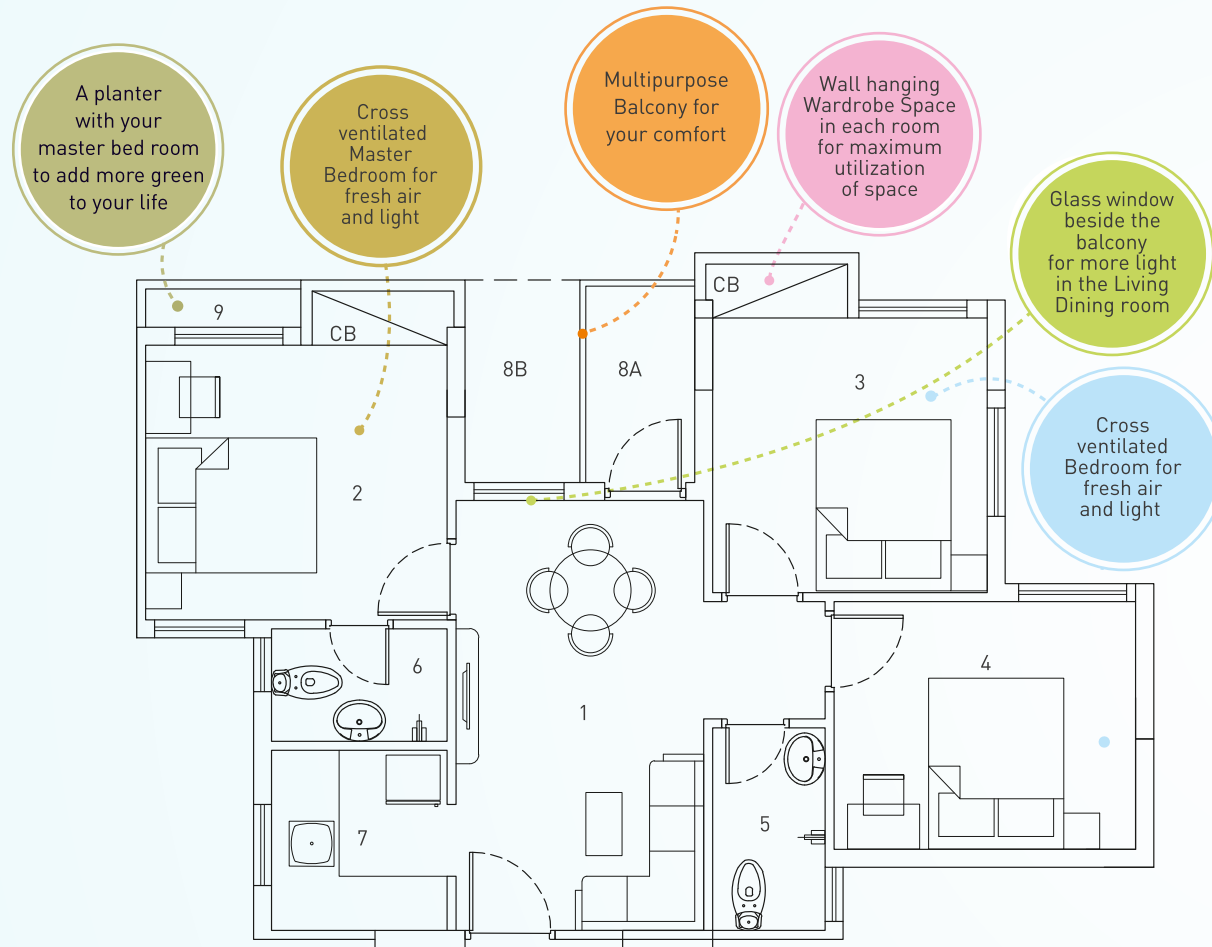 A planter
with your
master bed room
to add more green
to your life
Cross
ventilated
Master
Bedroom for
fresh air
and light
Multipurpose
Balcony for
your comfort
Wall hanging
Wardrobe Space
in each room
for maximum
utilization
of space
Glass window
beside the
balcony
for more light
in the Living
Dining room
Cross
ventilated
Bedroom for
fresh air
and light
9
CB
8B
8A
CB
3
2
6
1
4
7
5